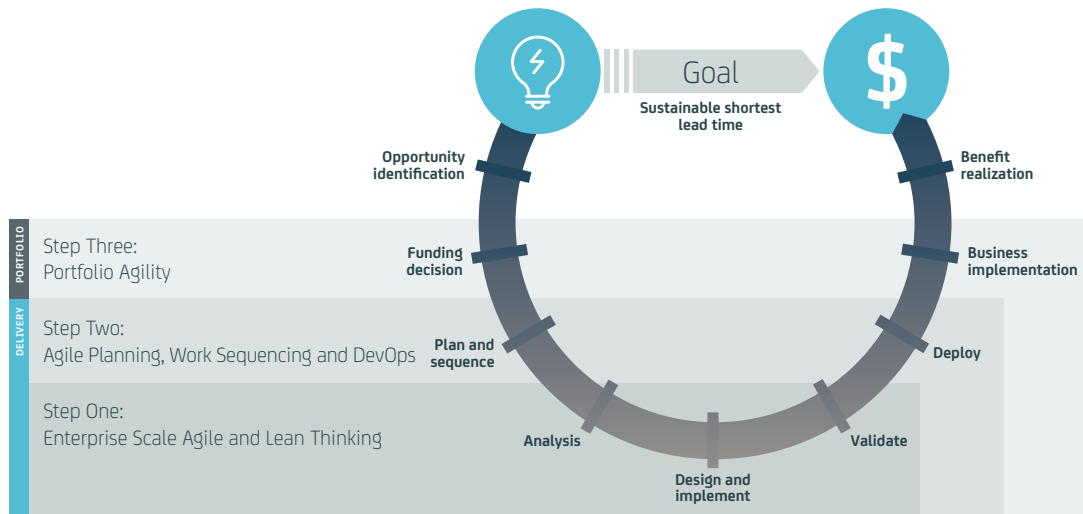 Goal
$
Sustainable shortest
lead time
Opportunity
identification
Benefit
realization
PORTFOLIO
Step Three:
Portfolio Agility
Funding
decision
Business
implementation
DELIVERY
Step Two:
Agile Planning, Work Sequencing and DevOps
Plan and
sequence
Deploy
Step One:
Enterprise Scale Agile and Lean Thinking
Analysis
Validate
Design and
implement